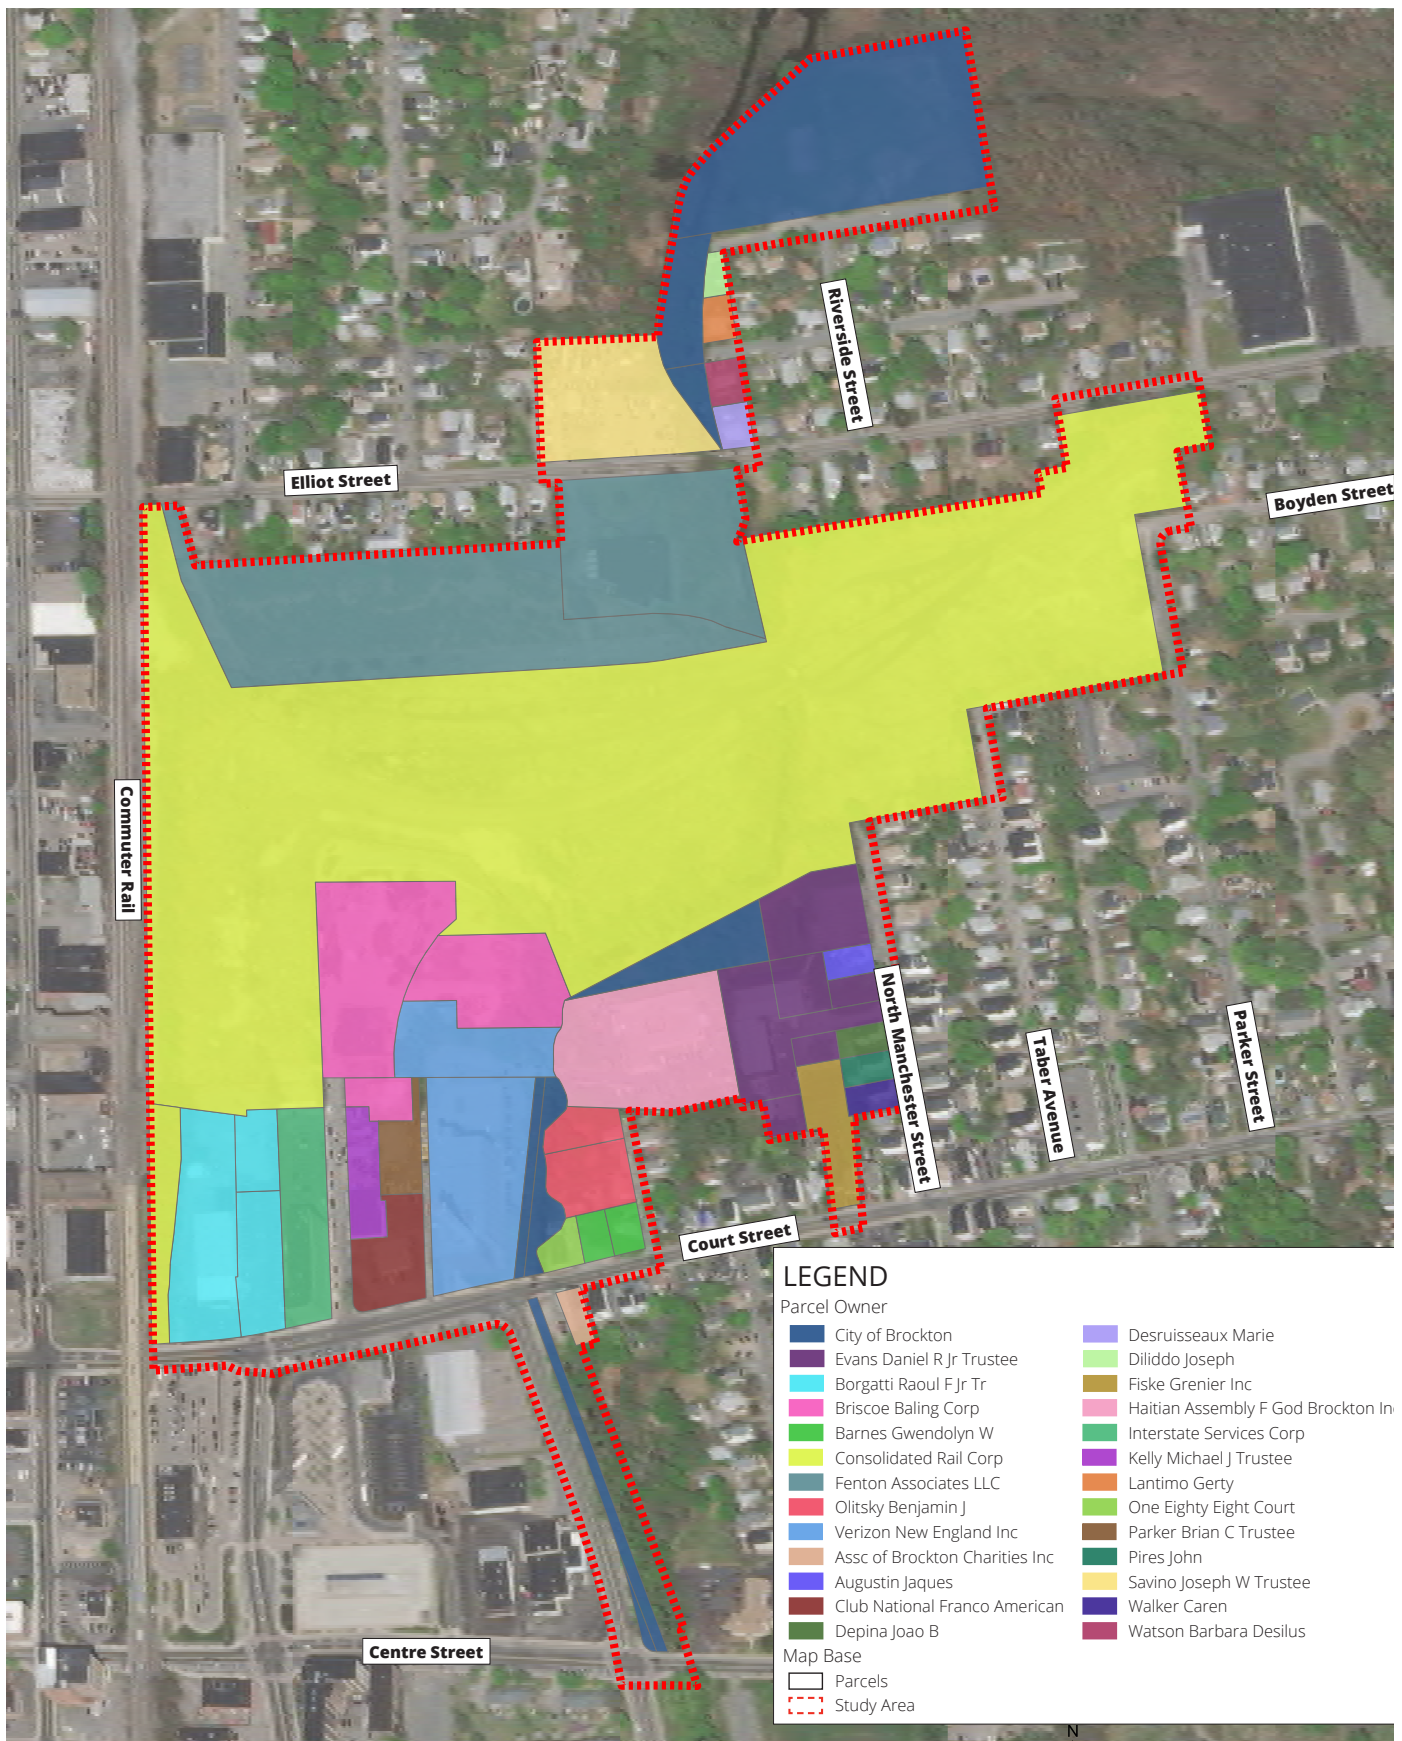 Riverside Street
Elliot Street
Boyden Street
Commuter Rail
North Manchester Street
Taber Avenue
Parker Street
Court Street
Centre Street
LEGEND
Parcel Owner
City of Brockton
Evans Daniel R Jr Trustee
Borgatti Raoul F Jr Tr
Briscoe Baling Corp
Barnes Gwendolyn W
Consolidated Rail Corp
Fenton Associates LLC
Olitsky Benjamin J
Verizon New England Inc
Assc of Brockton Charities Inc
Augustin Jaques
Club National Franco American
Depina Joao B
Desruisseaux Marie
Diliddo Joseph
Fiske Grenier Inc
Haitian Assembly F God Brockton In
Interstate Services Corp
Kelly Michael J Trustee
Lantimo Gerty
One Eighty Eight Court
Parker Brian C Trustee
Pires John
Savino Joseph W Trustee
Walker Caren
Watson Barbara Desilus
Map Base
Parcels
Study Area
N